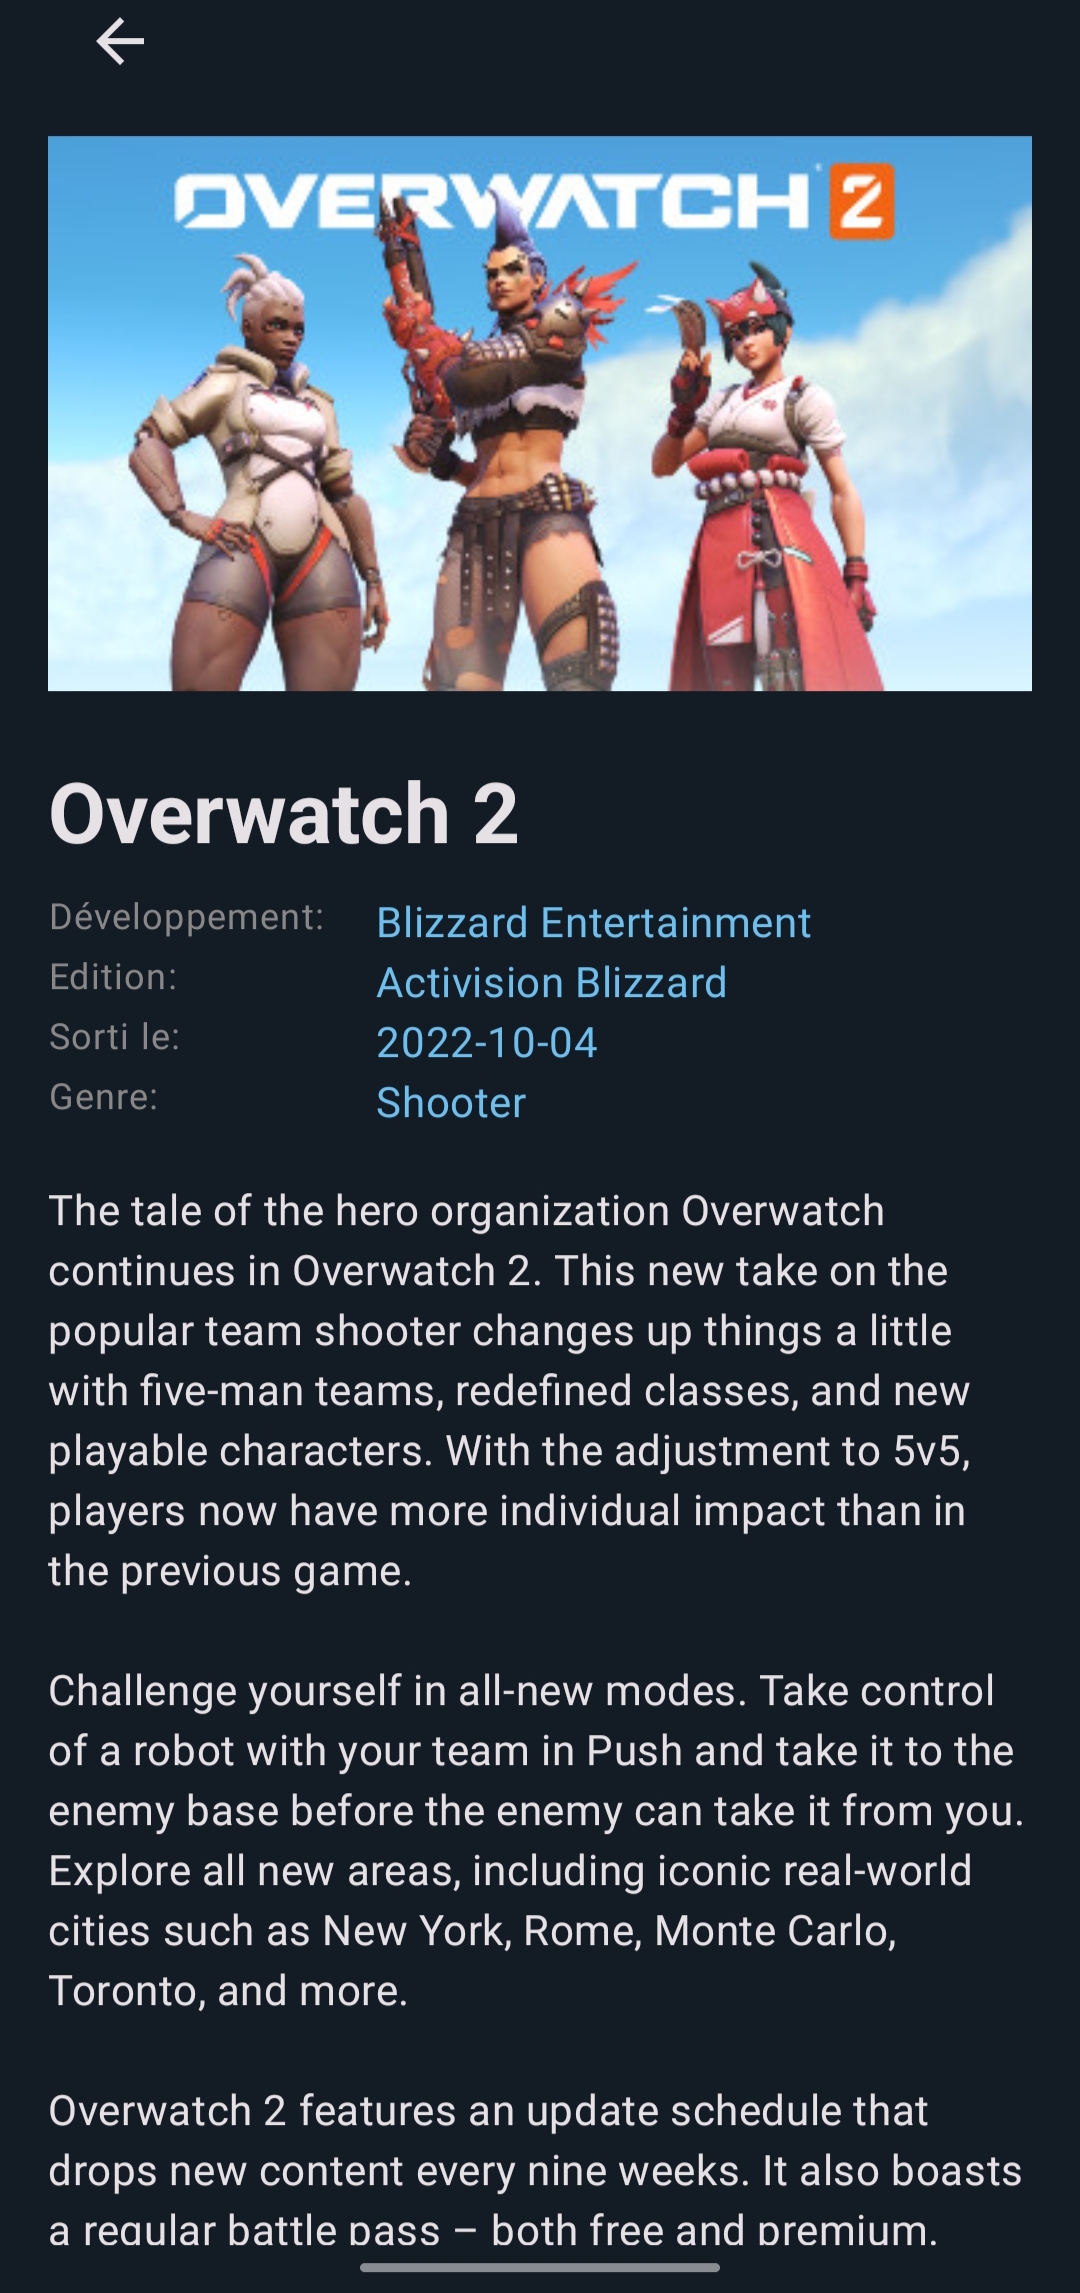 OVERWATCH 2
Overwatch 2
Développement: Blizzard Entertainment
Edition: Activision Blizzard
Sorti le: 2022-10-04
Genre: Shooter
The tale of the hero organization Overwatch
continues in Overwatch 2. This new take on the
popular team shooter changes up things a little
with five-man teams, redefined classes, and new
playable characters. With the adjustment to 5v5,
players now have more individual impact than in
the previous game.
Challenge yourself in all-new modes. Take control
of a robot with your team in Push and take it to the
enemy base before the enemy can take it from you.
Explore all new areas, including iconic real-world
cities such as New York, Rome, Monte Carlo,
Toronto, and more.
Overwatch 2 features an update schedule that
drops new content every nine weeks. It also boasts
a regular battle pass – both free and premium.